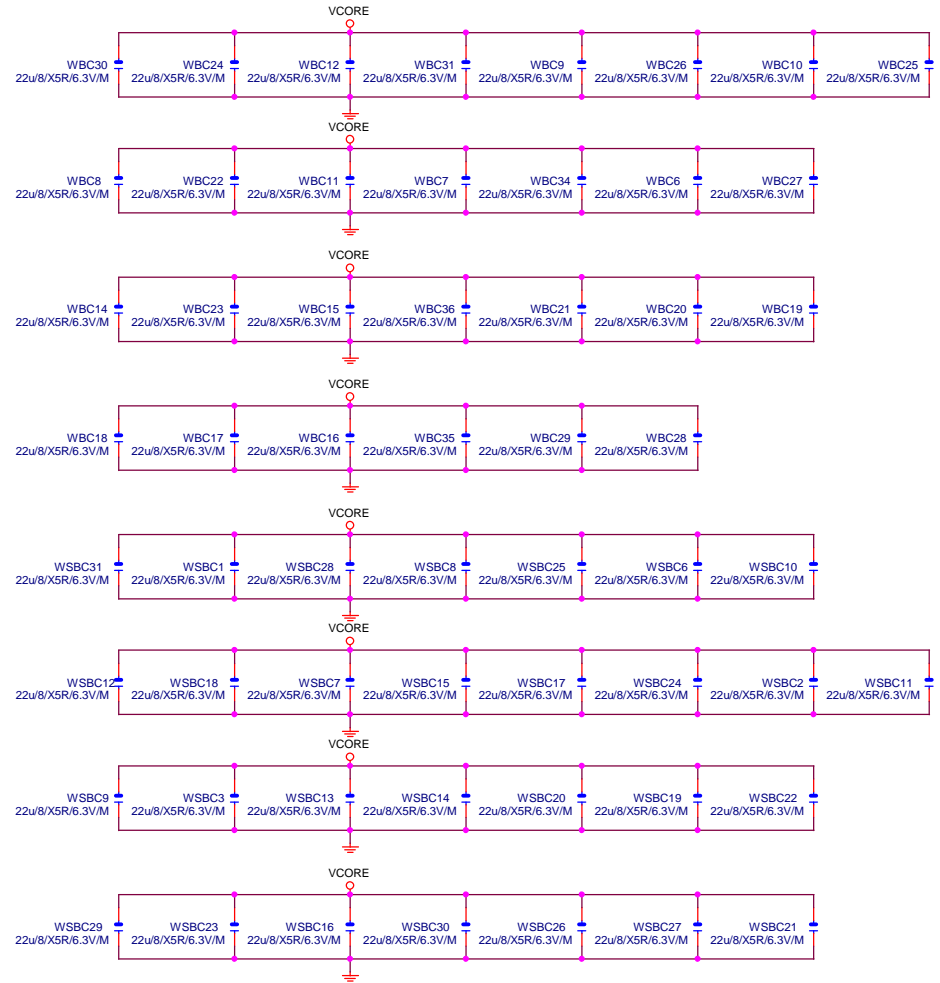 VCORE
WBC30 WBC24 WBC12 WBC31 WBC9 WBC26 WBC10 WBC25
22u/8/X5R/6.3V/M 22u/8/X5R/6.3V/M 22u/8/X5R/6.3V/M 22u/8/X5R/6.3V/M 22u/8/X5R/6.3V/M 22u/8/X5R/6.3V/M 22u/8/X5R/6.3V/M 22u/8/X5R/6.3V/M
VCORE
WBC8 WBC22 WBC11 WBC7 WBC34 WBC6 WBC27
22u/8/X5R/6.3V/M 22u/8/X5R/6.3V/M 22u/8/X5R/6.3V/M 22u/8/X5R/6.3V/M 22u/8/X5R/6.3V/M 22u/8/X5R/6.3V/M 22u/8/X5R/6.3V/M
VCORE
WBC14 WBC23 WBC15 WBC36 WBC21 WBC20 WBC19
22u/8/X5R/6.3V/M 22u/8/X5R/6.3V/M 22u/8/X5R/6.3V/M 22u/8/X5R/6.3V/M 22u/8/X5R/6.3V/M 22u/8/X5R/6.3V/M 22u/8/X5R/6.3V/M
VCORE
WBC18 WBC17 WBC16 WBC35 WBC29 WBC28
22u/8/X5R/6.3V/M 22u/8/X5R/6.3V/M 22u/8/X5R/6.3V/M 22u/8/X5R/6.3V/M 22u/8/X5R/6.3V/M 22u/8/X5R/6.3V/M
VCORE
WSBC31 WSBC1 WSBC28 WSBC8 WSBC25 WSBC6 WSBC10
22u/8/X5R/6.3V/M 22u/8/X5R/6.3V/M 22u/8/X5R/6.3V/M 22u/8/X5R/6.3V/M 22u/8/X5R/6.3V/M 22u/8/X5R/6.3V/M 22u/8/X5R/6.3V/M
VCORE
WSBC12 WSBC18 WSBC7 WSBC15 WSBC17 WSBC24 WSBC2 WSBC11
22u/8/X5R/6.3V/M 22u/8/X5R/6.3V/M 22u/8/X5R/6.3V/M 22u/8/X5R/6.3V/M 22u/8/X5R/6.3V/M 22u/8/X5R/6.3V/M 22u/8/X5R/6.3V/M 22u/8/X5R/6.3V/M
VCORE
WSBC9 WSBC3 WSBC13 WSBC14 WSBC20 WSBC19 WSBC22
22u/8/X5R/6.3V/M 22u/8/X5R/6.3V/M 22u/8/X5R/6.3V/M 22u/8/X5R/6.3V/M 22u/8/X5R/6.3V/M 22u/8/X5R/6.3V/M 22u/8/X5R/6.3V/M
VCORE
WSBC29 WSBC23 WSBC16 WSBC30 WSBC26 WSBC27 WSBC21
22u/8/X5R/6.3V/M 22u/8/X5R/6.3V/M 22u/8/X5R/6.3V/M 22u/8/X5R/6.3V/M 22u/8/X5R/6.3V/M 22u/8/X5R/6.3V/M 22u/8/X5R/6.3V/M